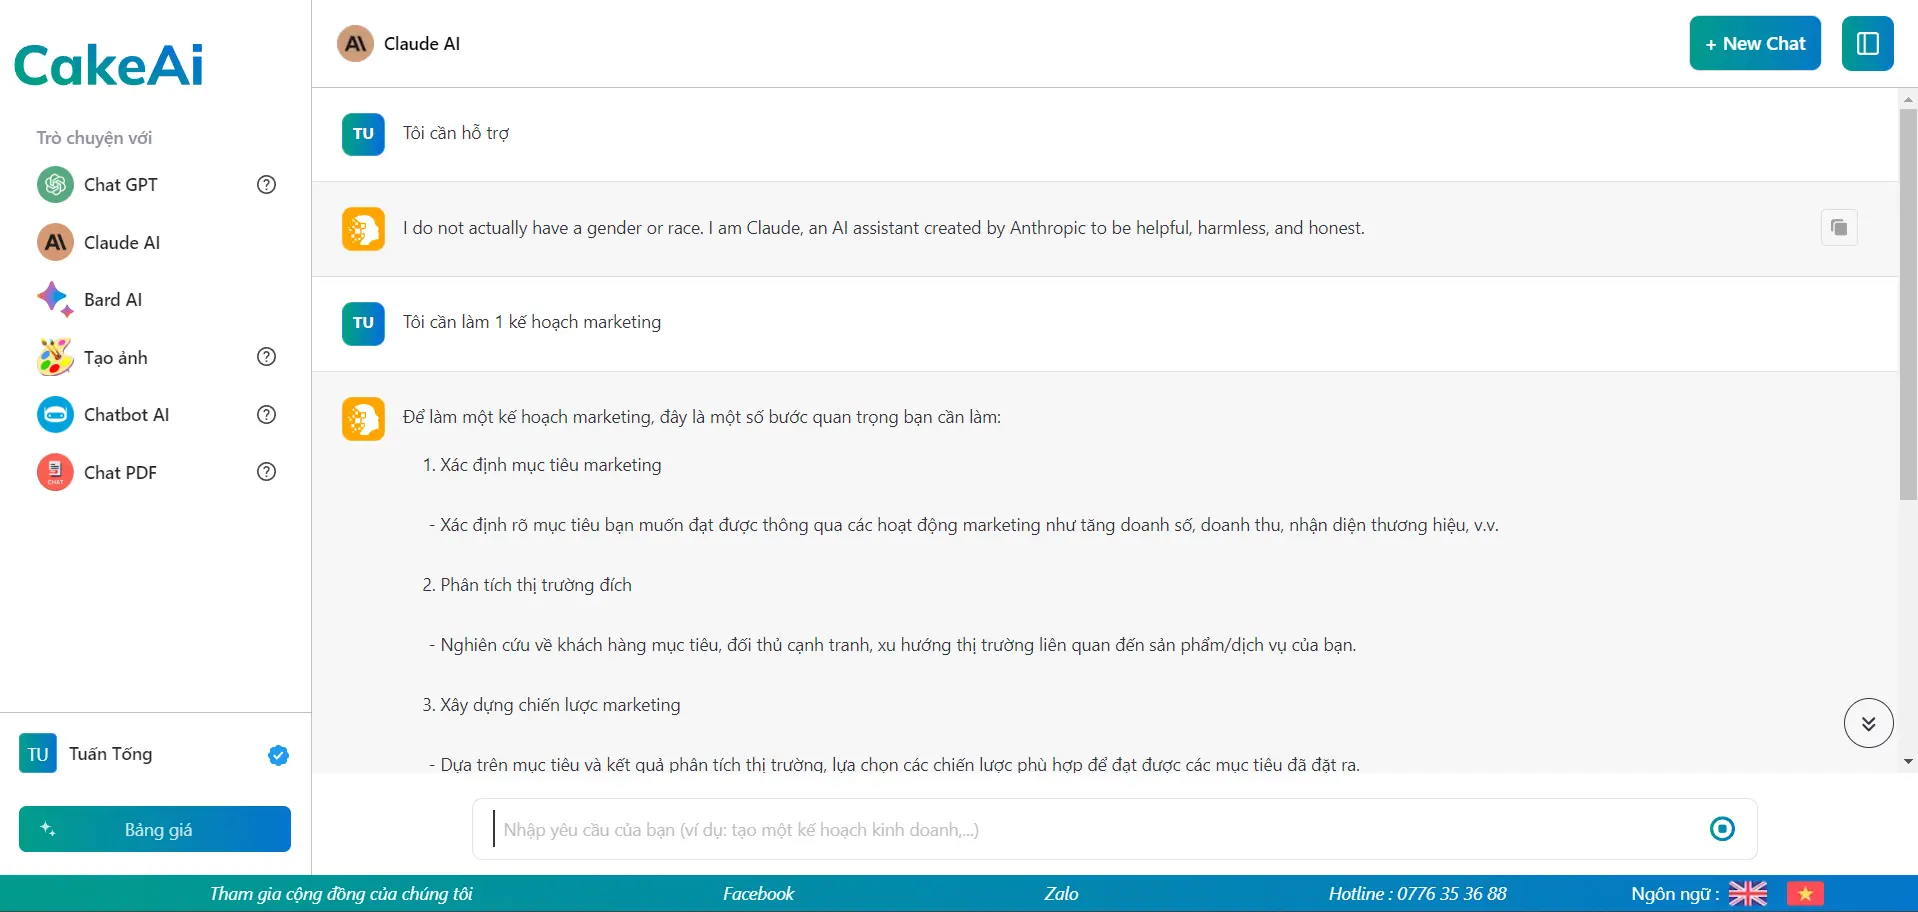 CakeAi
Trò chuyện với
Chat GPT
Claude AI
Bard AI
Tạo ảnh
Chatbot AI
CHAT
Chat PDF
TU
Tuấn Tống
Bảng giá
Claude AI
+ New Chat
TU
Tôi cần hỗ trợ
I do not actually have a gender or race. I am Claude, an AI assistant created by Anthropic to be helpful, harmless, and honest.
TU
Tôi cần làm 1 kế hoạch marketing
Để làm một kế hoạch marketing, đây là một số bước quan trọng bạn cần làm:
1. Xác định mục tiêu marketing
- Xác định rõ mục tiêu bạn muốn đạt được thông qua các hoạt động marketing như tăng doanh số, doanh thu, nhận diện thương hiệu, v.v.
2. Phân tích thị trường đích
- Nghiên cứu về khách hàng mục tiêu, đối thủ cạnh tranh, xu hướng thị trường liên quan đến sản phẩm/dịch vụ của bạn.
3. Xây dựng chiến lược marketing
- Dựa trên mục tiêu và kết quả phân tích thị trường, lựa chọn các chiến lược phù hợp để đạt được các mục tiêu đã đặt ra.
Nhập yêu cầu của bạn (ví dụ: tạo một kế hoạch kinh doanh,...)
Tham gia cộng đồng của chúng tôi
Facebook
Zalo
Hotline : 0776 35 36 88
Ngôn ngữ :